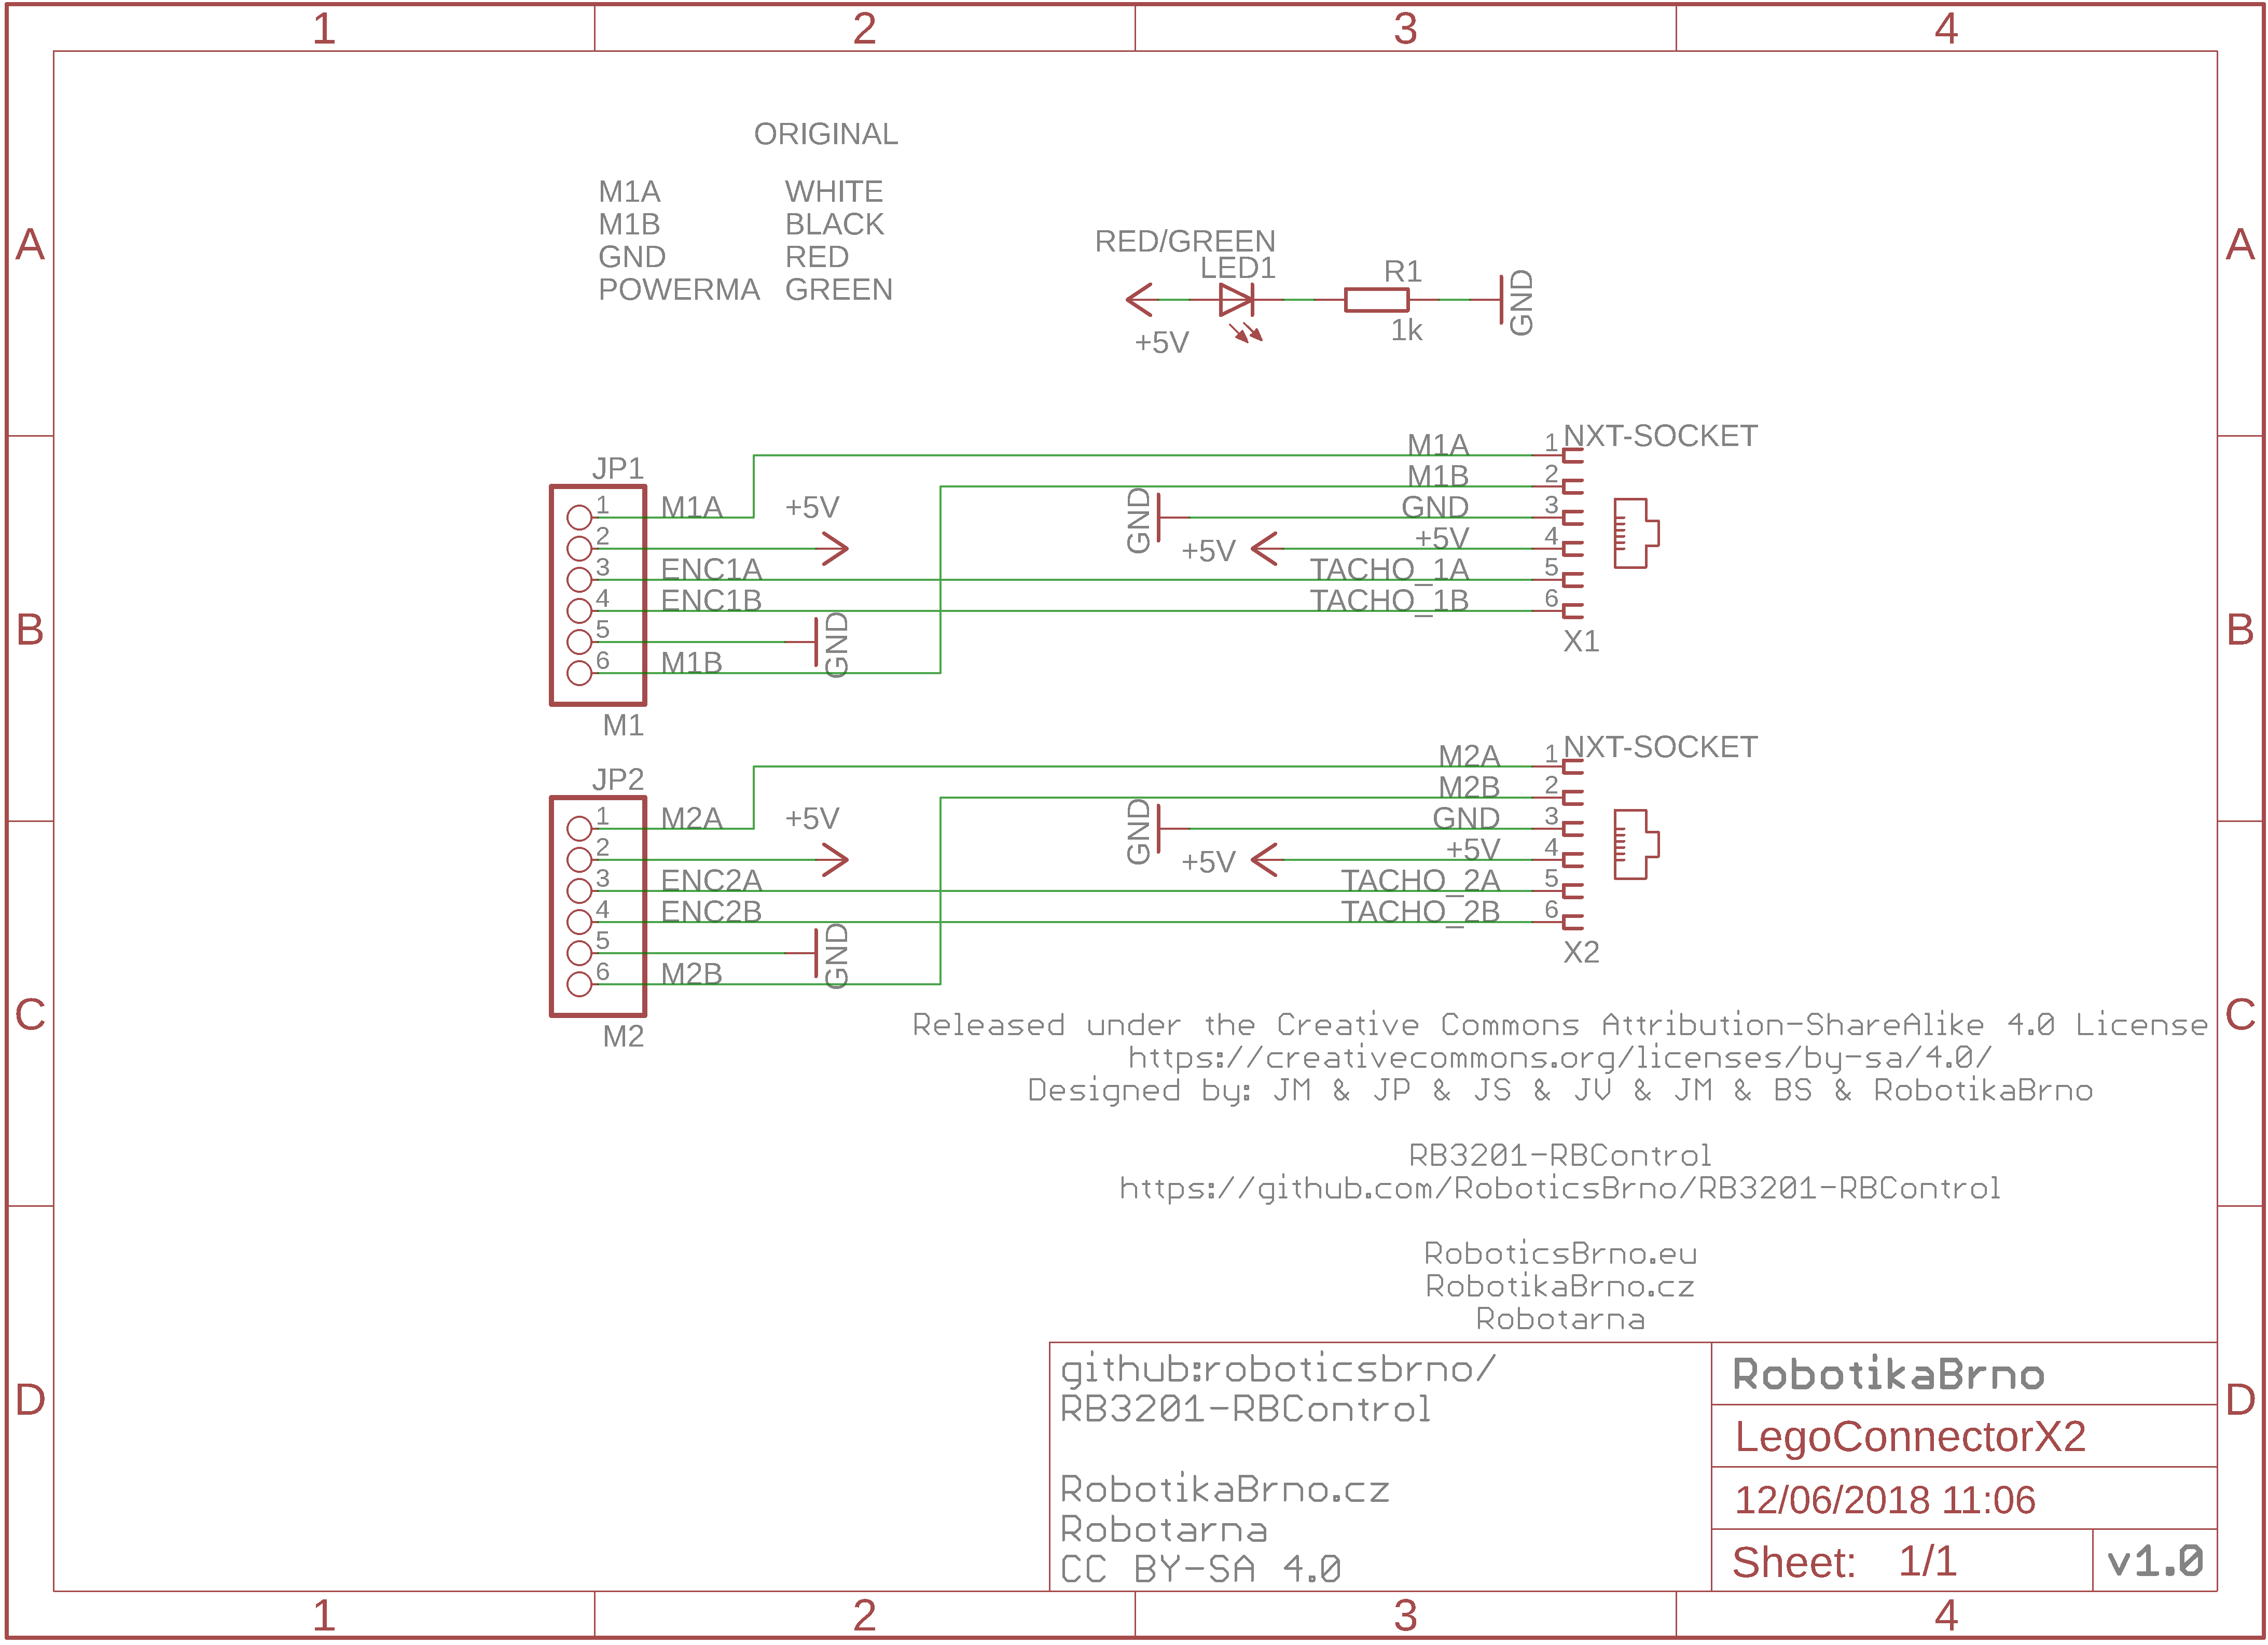 1 2 3 4
ORIGINAL
M1A WHITE
M1B BLACK
GND RED
POWERMA GREEN
A A
RED/GREEN
LED1 R1
+5V 1k GND
JP1
1 M1A +5V
2
3 ENC1A
4 ENC1B
5 GND
6 M1B
M1
M1A 1 NXT-SOCKET
M1B 2
GND GND 3
+5V +5V 4
TACHO_1A 5
TACHO_1B 6
X1
B B
JP2
1 M2A +5V
2
3 ENC2A
4 ENC2B
5 GND
6 M2B
M2
M2A 1 NXT-SOCKET
M2B 2
GND GND 3
+5V +5V 4
TACHO_2A 5
TACHO_2B 6
X2
C C
Released under the Creative Commons Attribution-ShareAlike 4.0 License
https://creativecommons.org/licenses/by-sa/4.0/
Designed by: JM & JP & JS & JV & JM & BS & RobotikaBrno
RB3201-RBControl
https://github.com/RoboticsBrno/RB3201-RBControl
RoboticsBrno.eu
RobotikaBrno.cz
Robotarna
D D
github:roboticsbrno/
RB3201-RBControl
RobotikaBrno.cz
Robotarna
CC BY-SA 4.0
RobotikaBrno
LegoConnectorX2
12/06/2018 11:06
Sheet: 1/1 v1.0
1 2 3 4